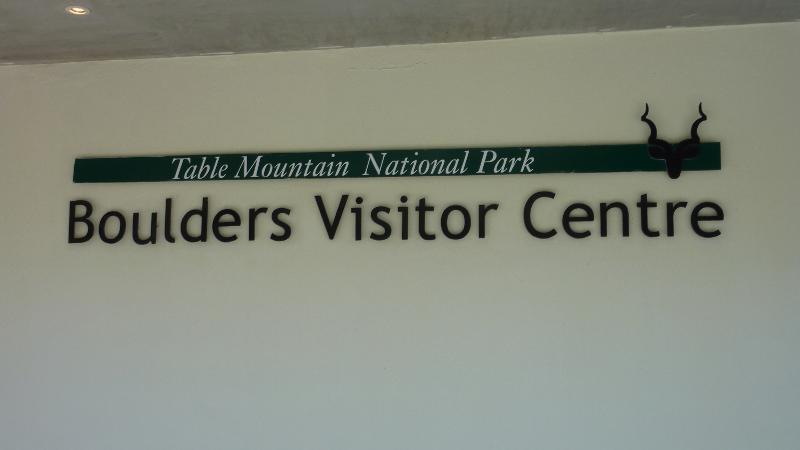 Table Mountain National Park
Boulders Visitor Centre